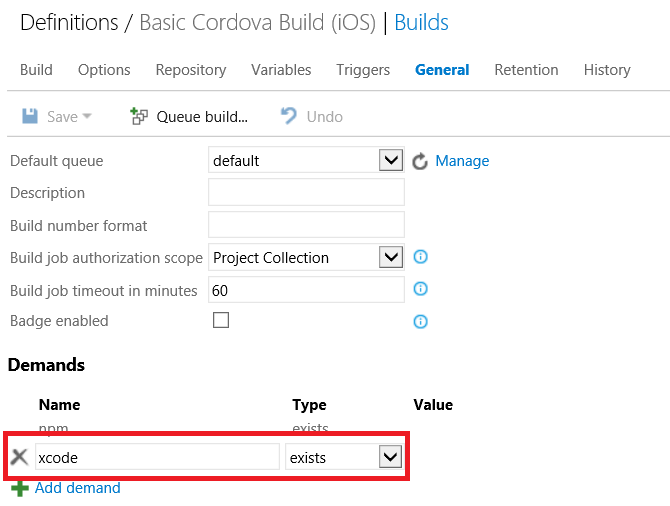 Definitions / Basic Cordova Build (iOS) | Builds
Build Options Repository Variables Triggers General Retention History
Save Queue build... Undo
Default queue default Manage
Description
Build number format
Build job authorization scope Project Collection
Build job timeout in minutes 60
Badge enabled
Demands
Name Type Value
npm exists
xcode exists
Add demand